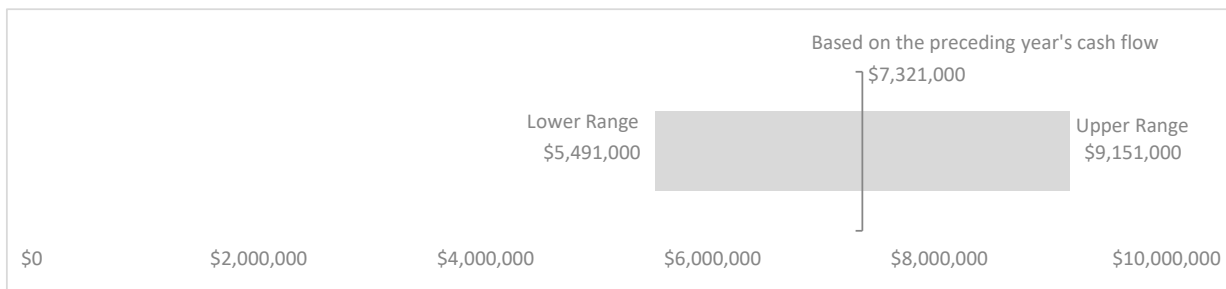 Based on the preceding year's cash flow
$7,321,000
Lower Range
$5,491,000
Upper Range
$9,151,000
$0 $2,000,000 $4,000,000 $6,000,000 $8,000,000 $10,000,000